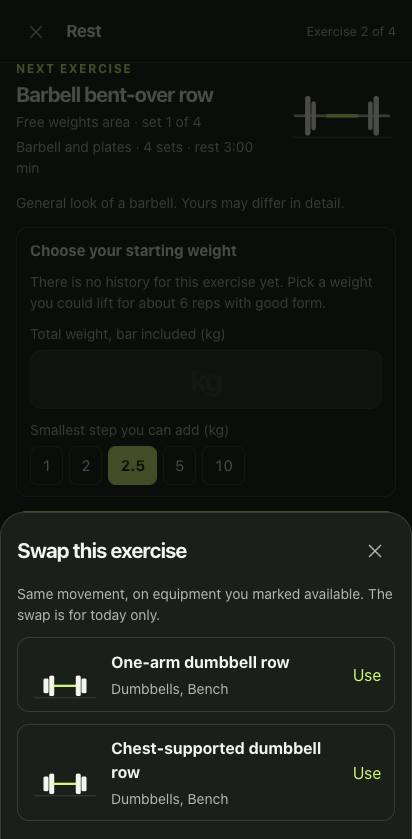 Rest
Exercise 2 of 4
NEXT EXERCISE
Barbell bent-over row
Free weights area · set 1 of 4
Barbell and plates · 4 sets · rest 3:00
min
General look of a barbell. Yours may differ in detail.
Choose your starting weight
There is no history for this exercise yet. Pick a weight
you could lift for about 6 reps with good form.
Total weight, bar included (kg)
kg
Smallest step you can add (kg)
1 2 2.5 5 10
Swap this exercise
Same movement, on equipment you marked available. The
swap is for today only.
One-arm dumbbell row
Dumbbells, Bench
Use
Chest-supported dumbbell
row
Dumbbells, Bench
Use